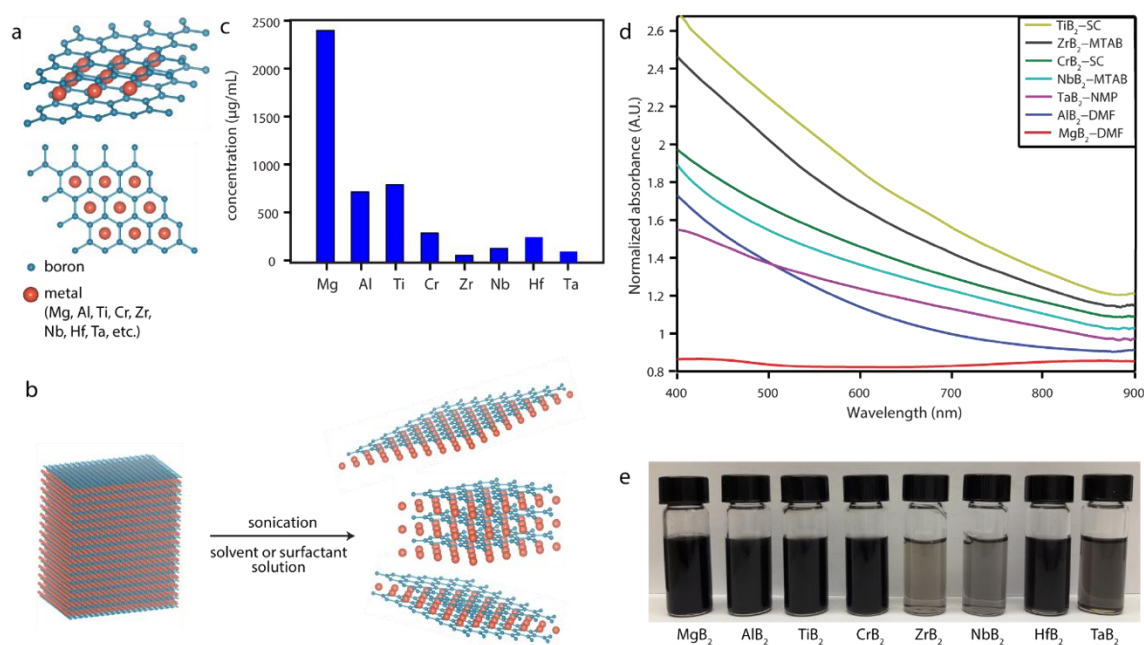 a
boron
metal
(Mg, Al, Ti, Cr, Zr,
Nb, Hf, Ta, etc.)
b
sonication
solvent or surfactant
solution
c
concentration (µg/mL)
2500
2000
1500
1000
500
0
Mg Al Ti Cr Zr Nb Hf Ta
d
Normalized absorbance (A.U.)
2.6
2.4
2.2
2
1.8
1.6
1.4
1.2
1
0.8
400 500 600 700 800 900
Wavelength (nm)
TiB₂–SC
ZrB₂–MTAB
CrB₂–SC
NbB₂–MTAB
TaB₂–NMP
AlB₂–DMF
MgB₂–DMF
e
MgB₂ AlB₂ TiB₂ CrB₂ ZrB₂ NbB₂ HfB₂ TaB₂